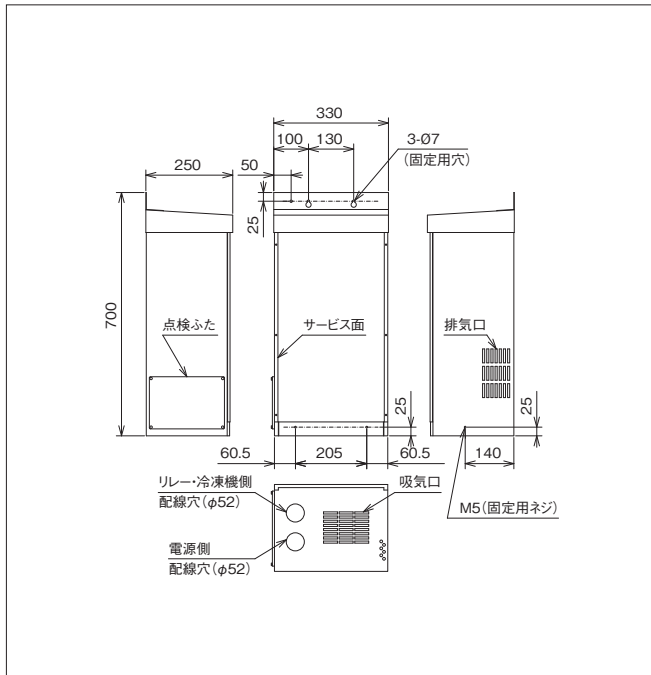 330
100
130
3-Ø7
(固定用穴)
250
50
25
700
点検ふた
サービス面
排気口
25
25
60.5
205
60.5
140
リレー・冷凍機側
配線穴(φ52)
吸気口
M5(固定用ネジ)
電源側
配線穴(φ52)